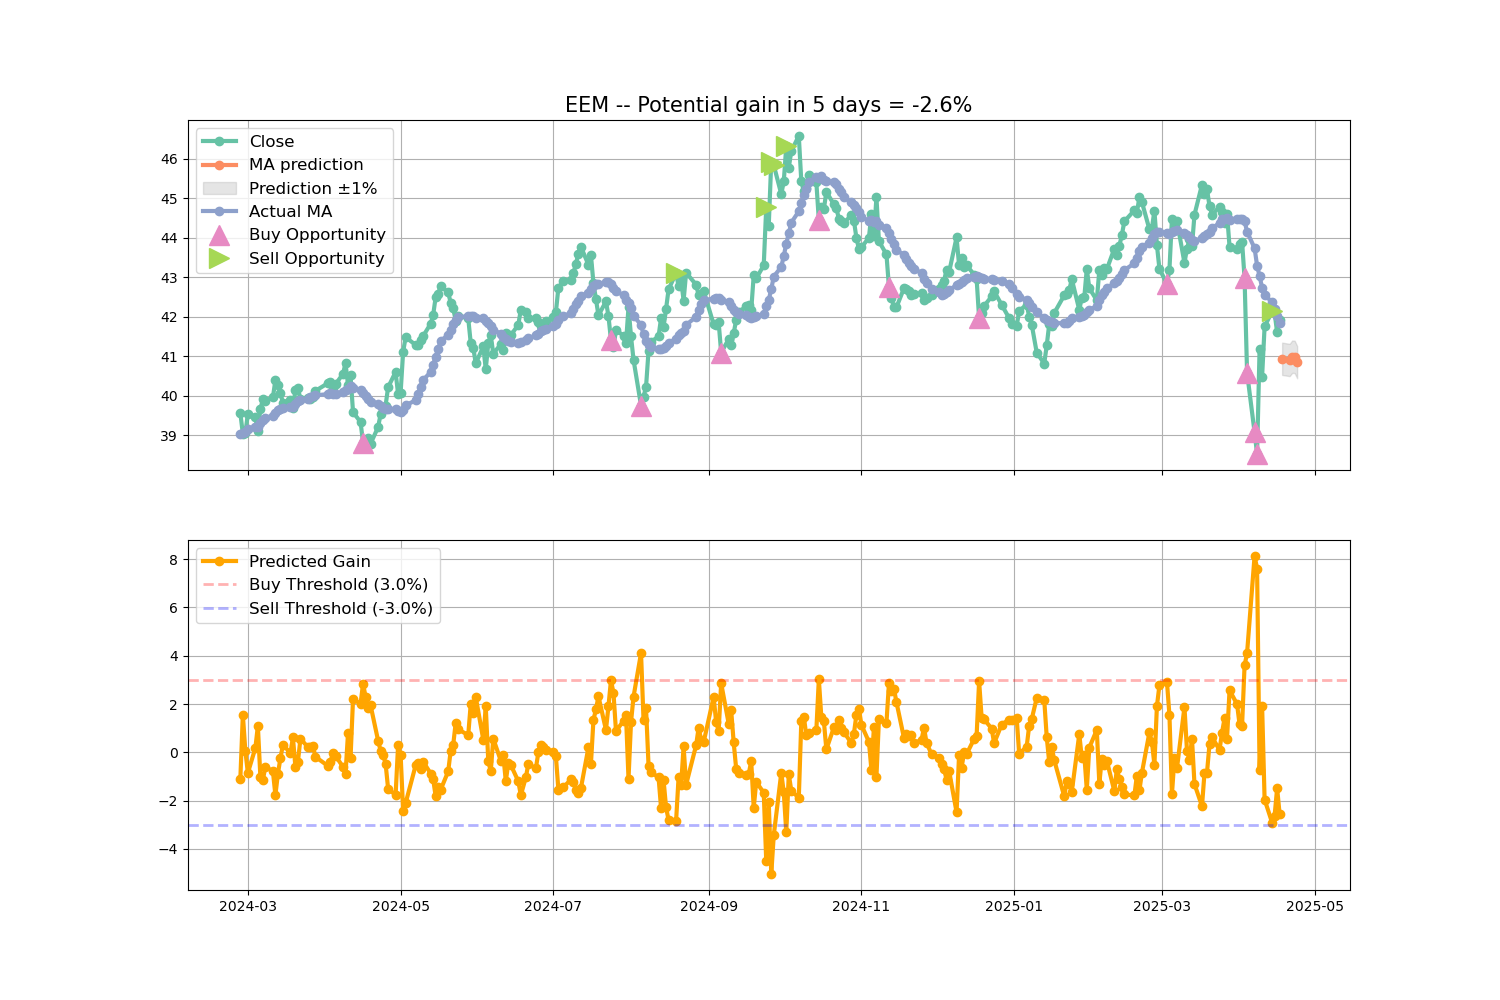 EEM -- Potential gain in 5 days = -2.6%
Close
MA prediction
Prediction ±1%
Actual MA
Buy Opportunity
Sell Opportunity
46
45
44
43
42
41
40
39
Predicted Gain
Buy Threshold (3.0%)
Sell Threshold (-3.0%)
8
6
4
2
0
−2
−4
2024-03
2024-05
2024-07
2024-09
2024-11
2025-01
2025-03
2025-05